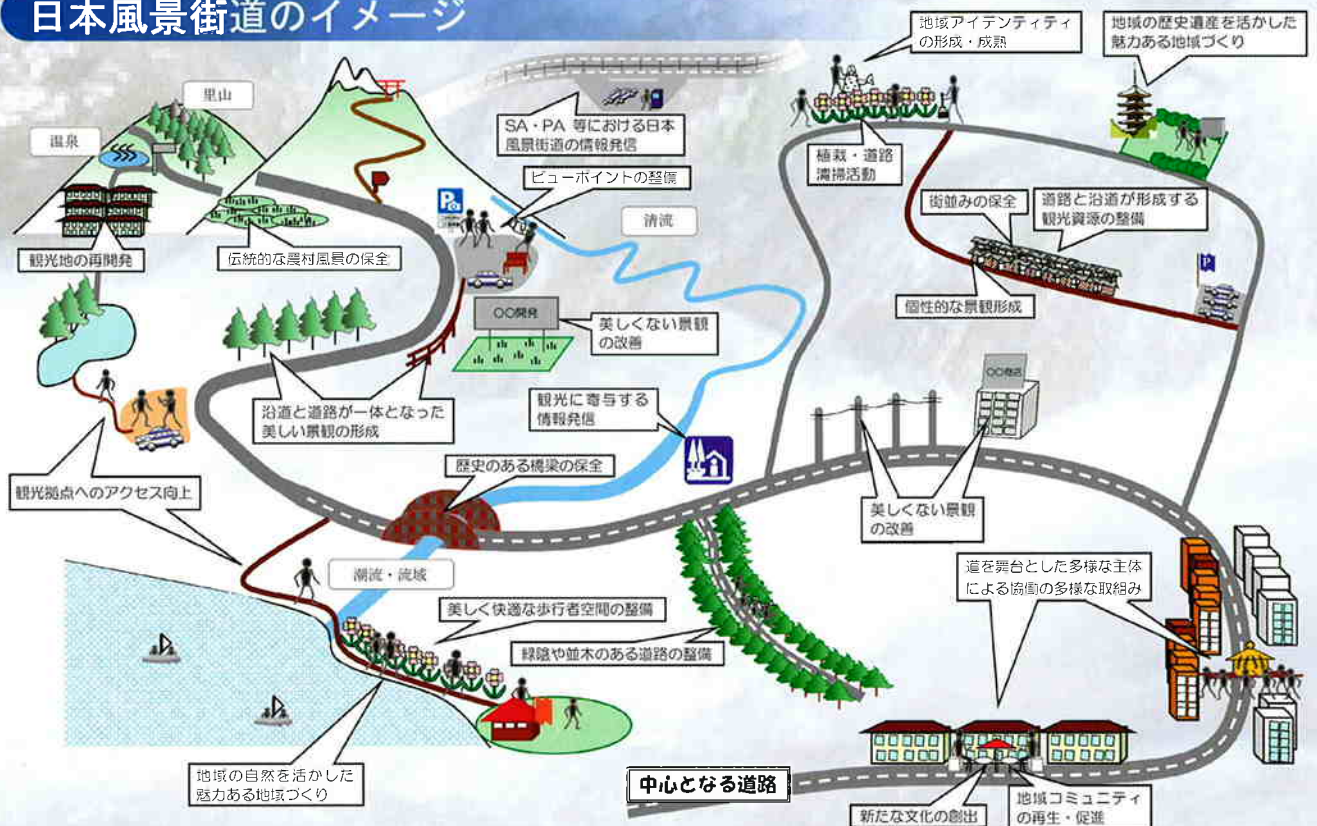 日本風景街道のイメージ
地域アイデンティティ
の形成・成熟
地域の歴史遺産を活かした
魅力ある地域づくり
里山
温泉
SA・PA 等における日本
風景街道の情報発信
ビューポイントの整備
植栽・道路
清掃活動
清流
街並みの保全
道路と沿道が形成する
観光資源の整備
観光地の再開発
伝統的な農村風景の保全
P
P
個性的な景観形成
〇〇開発
美しくない景観
の改善
〇〇商店
沿道と道路が一体となった
美しい景観の形成
観光に寄与する
情報発信
歴史のある橋梁の保全
観光拠点へのアクセス向上
美しくない景観
の改善
潮流・流域
道を舞台とした多様な主体
による協働の多様な取組み
美しく快適な歩行者空間の整備
緑陰や並木のある道路の整備
地域の自然を活かした
魅力ある地域づくり
中心となる道路
新たな文化の創出
地域コミュニティ
の再生・促進